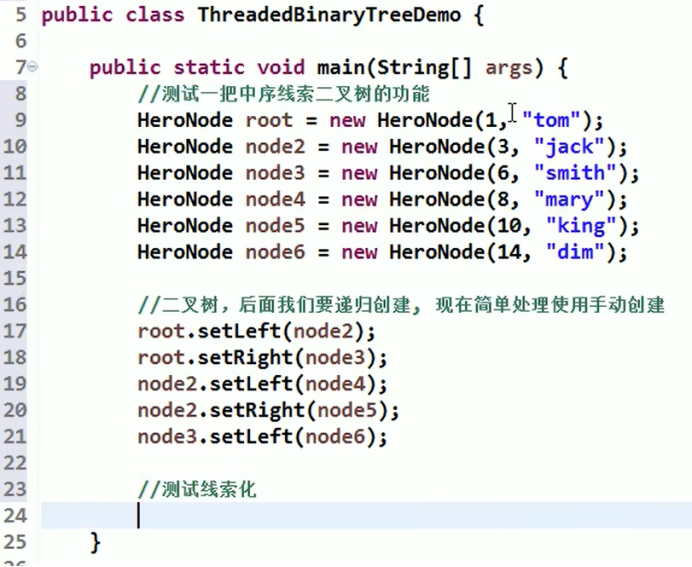 5 public class ThreadedBinaryTreeDemo {
6
7 public static void main(String[] args) {
8 //测试一把中序线索二叉树的功能
9 HeroNode root = new HeroNode(1, "tom");
10 HeroNode node2 = new HeroNode(3, "jack");
11 HeroNode node3 = new HeroNode(6, "smith");
12 HeroNode node4 = new HeroNode(8, "mary");
13 HeroNode node5 = new HeroNode(10, "king");
14 HeroNode node6 = new HeroNode(14, "dim");
15
16 //二叉树，后面我们要递归创建, 现在简单处理使用手动创建
17 root.setLeft(node2);
18 root.setRight(node3);
19 node2.setLeft(node4);
20 node2.setRight(node5);
21 node3.setLeft(node6);
22
23 //测试线索化
24
25 }